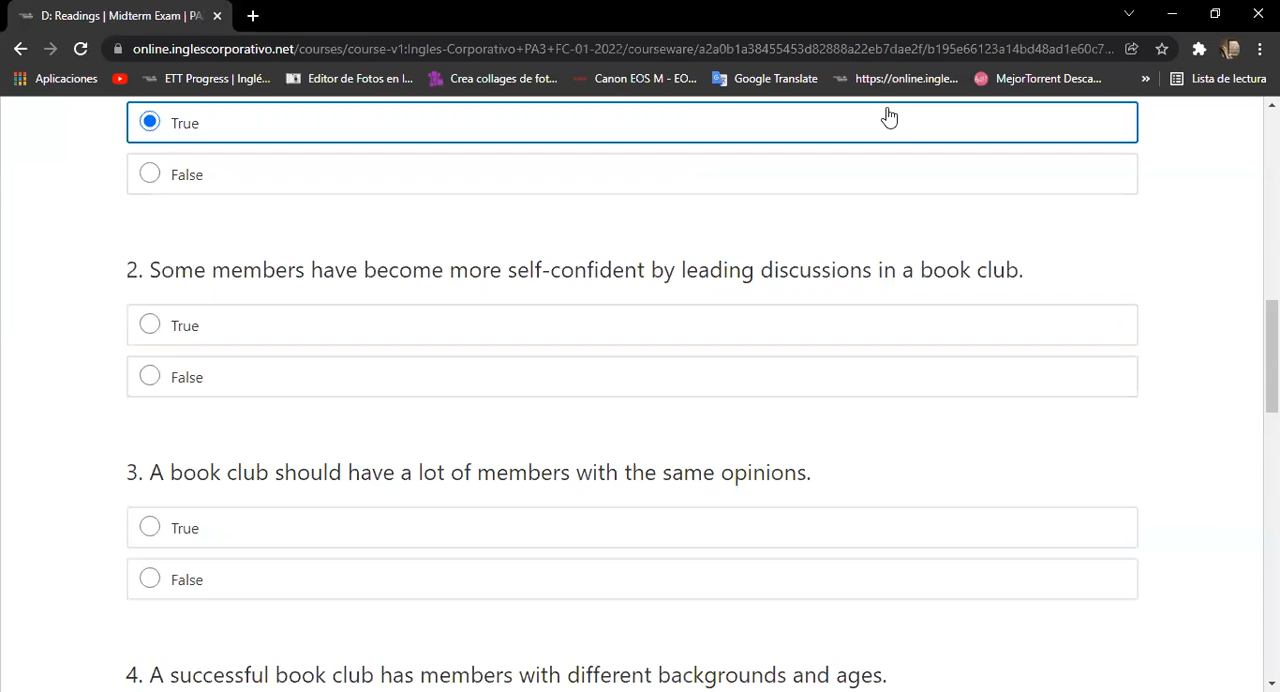 D: Readings | Midterm Exam | PA
online.inglescorporativo.net/courses/course-v1:Ingles-Corporativo+PA3+FC-01-2022/courseware/a2a0b1a38455453d82888a22eb7dae2f/b195e66123a14bd48ad1e60c7...
Aplicaciones ETT Progress | Inglé... Editor de Fotos en l... Crea collages de fot... Canon EOS M - EO... Google Translate https://online.ingle... MejorTorrent Desca... » Lista de lectura
True
False
2. Some members have become more self-confident by leading discussions in a book club.
True
False
3. A book club should have a lot of members with the same opinions.
True
False
4. A successful book club has members with different backgrounds and ages.